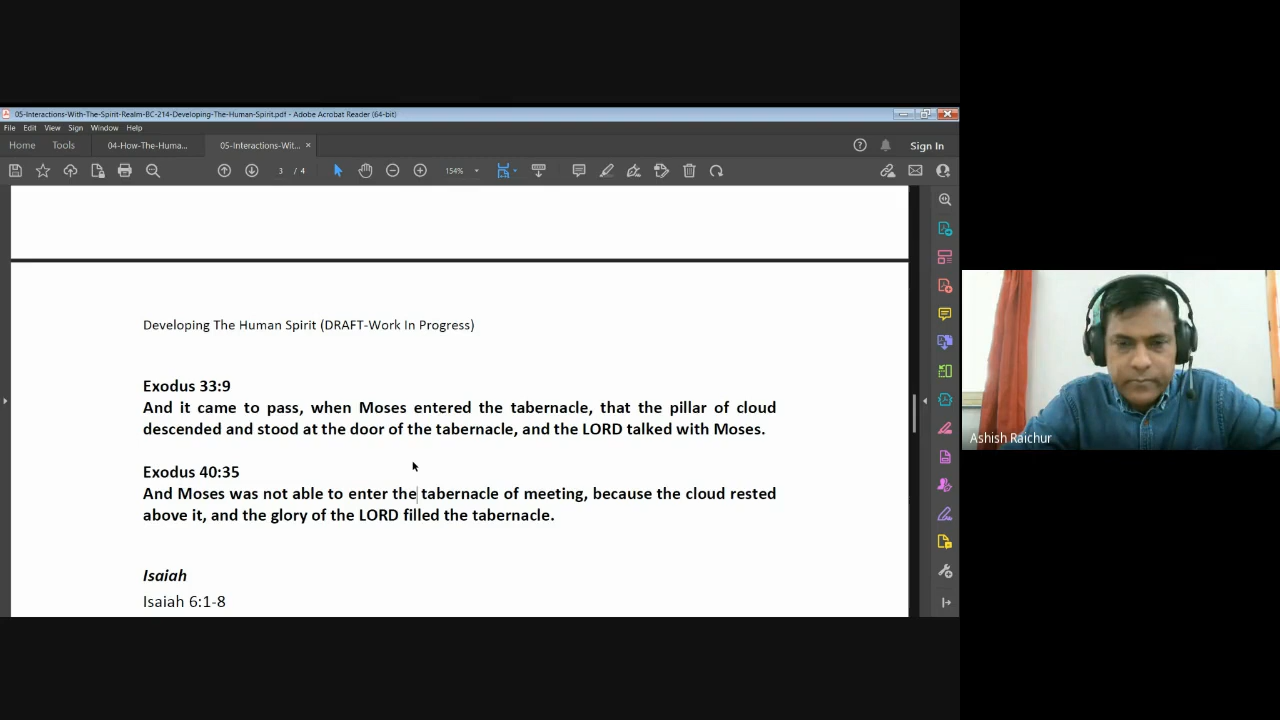 05-Interactions-With-The-Spirit-Realm-BC-214-Developing-The-Human-Spirit.pdf - Adobe Acrobat Reader (64-bit)
File Edit View Sign Window Help
Home Tools 04-How-The-Huma... 05-Interactions-Wit... × Sign In
3 / 4 154%
Developing The Human Spirit (DRAFT-Work In Progress)
Exodus 33:9
And it came to pass, when Moses entered the tabernacle, that the pillar of cloud
descended and stood at the door of the tabernacle, and the LORD talked with Moses.
Exodus 40:35
And Moses was not able to enter the tabernacle of meeting, because the cloud rested
above it, and the glory of the LORD filled the tabernacle.
Isaiah
Isaiah 6:1-8
Ashish Raichur